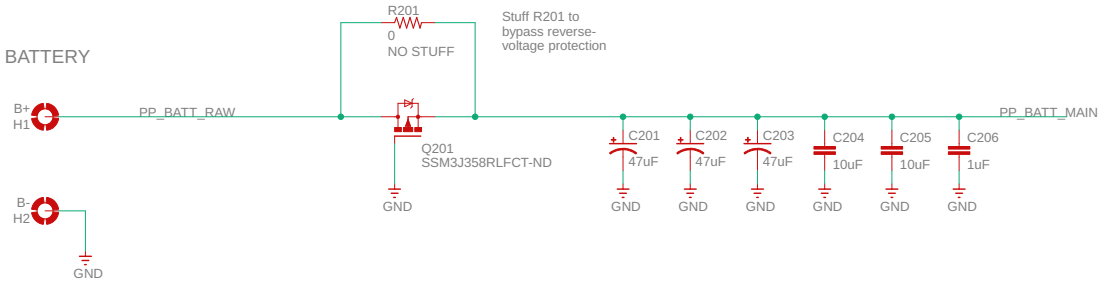 R201
0
NO STUFF
Stuff R201 to
bypass reverse-
voltage protection
BATTERY
B+
H1
PP_BATT_RAW
Q201
SSM3J358RLFCT-ND
GND
C201
47uF
GND
C202
47uF
GND
C203
47uF
GND
C204
10uF
GND
C205
10uF
GND
C206
1uF
GND
PP_BATT_MAIN
B-
H2
GND